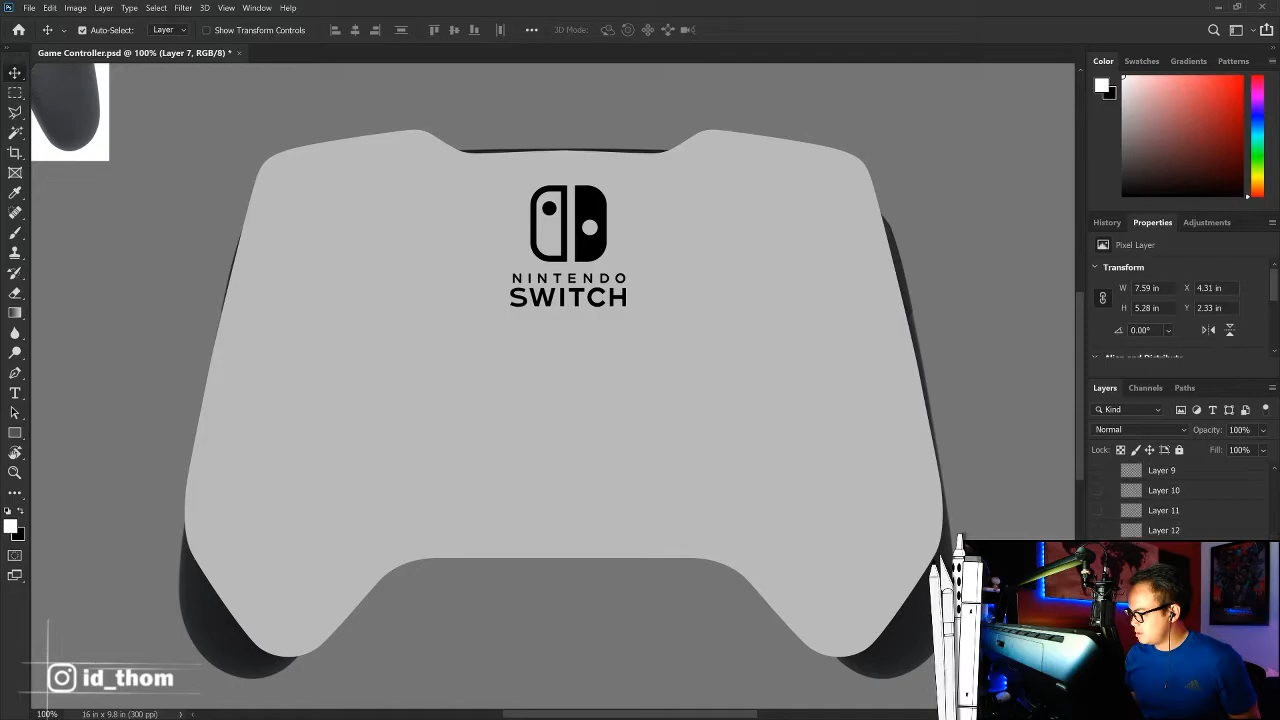 File Edit Image Layer Type Select Filter 3D View Window Help
Auto-Select: Layer Show Transform Controls 3D Mode:
Game Controller.psd @ 100% (Layer 7, RGB/8) *
Color Swatches Gradients Patterns
NINTENDO
SWITCH
History Properties Adjustments
Pixel Layer
Transform
W 7.59 in X 4.31 in
H 5.28 in Y 2.33 in
0.00°
Align and Distribute
Layers Channels Paths
Kind
Normal Opacity: 100%
Lock: Fill: 100%
Layer 9
Layer 10
Layer 11
Layer 12
id_thom
100% 16 in x 9.8 in (300 ppi)